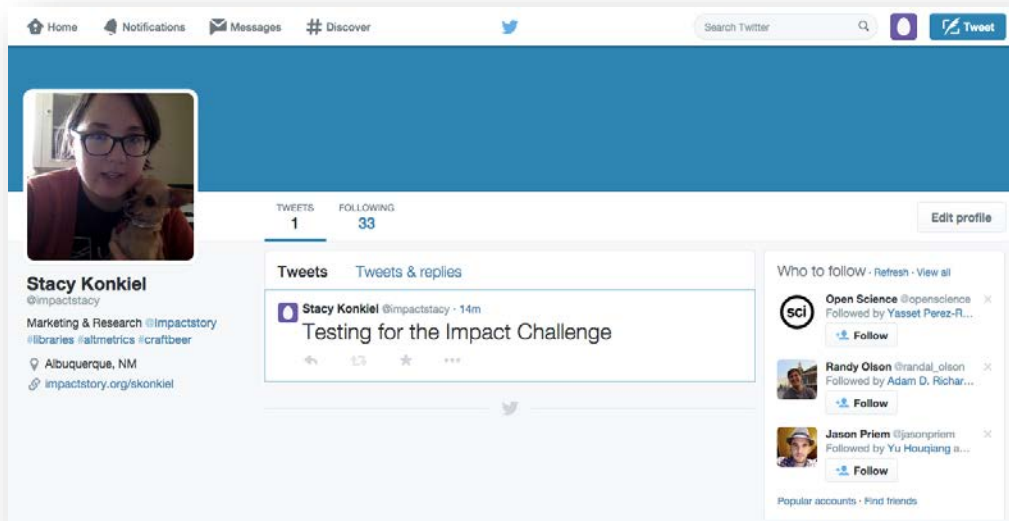 Home Notifications Messages # Discover Search Twitter Tweet
TWEETS FOLLOWING
1 33
Edit profile
Stacy Konkiel
@impactstacy
Marketing & Research @Impactstory
#libraries #altmetrics #craftbeer
Albuquerque, NM
impactstory.org/skonkiel
Tweets Tweets & replies
Stacy Konkiel @impactstacy · 14m
Testing for the Impact Challenge
Who to follow · Refresh · View all
sci
Open Science @openscience
Followed by Yasset Perez-R...
Follow
Randy Olson @randal_olson
Followed by Adam D. Richar...
Follow
Jason Priem @jasonpriem
Followed by Yu Houqiang a...
Follow
Popular accounts · Find friends